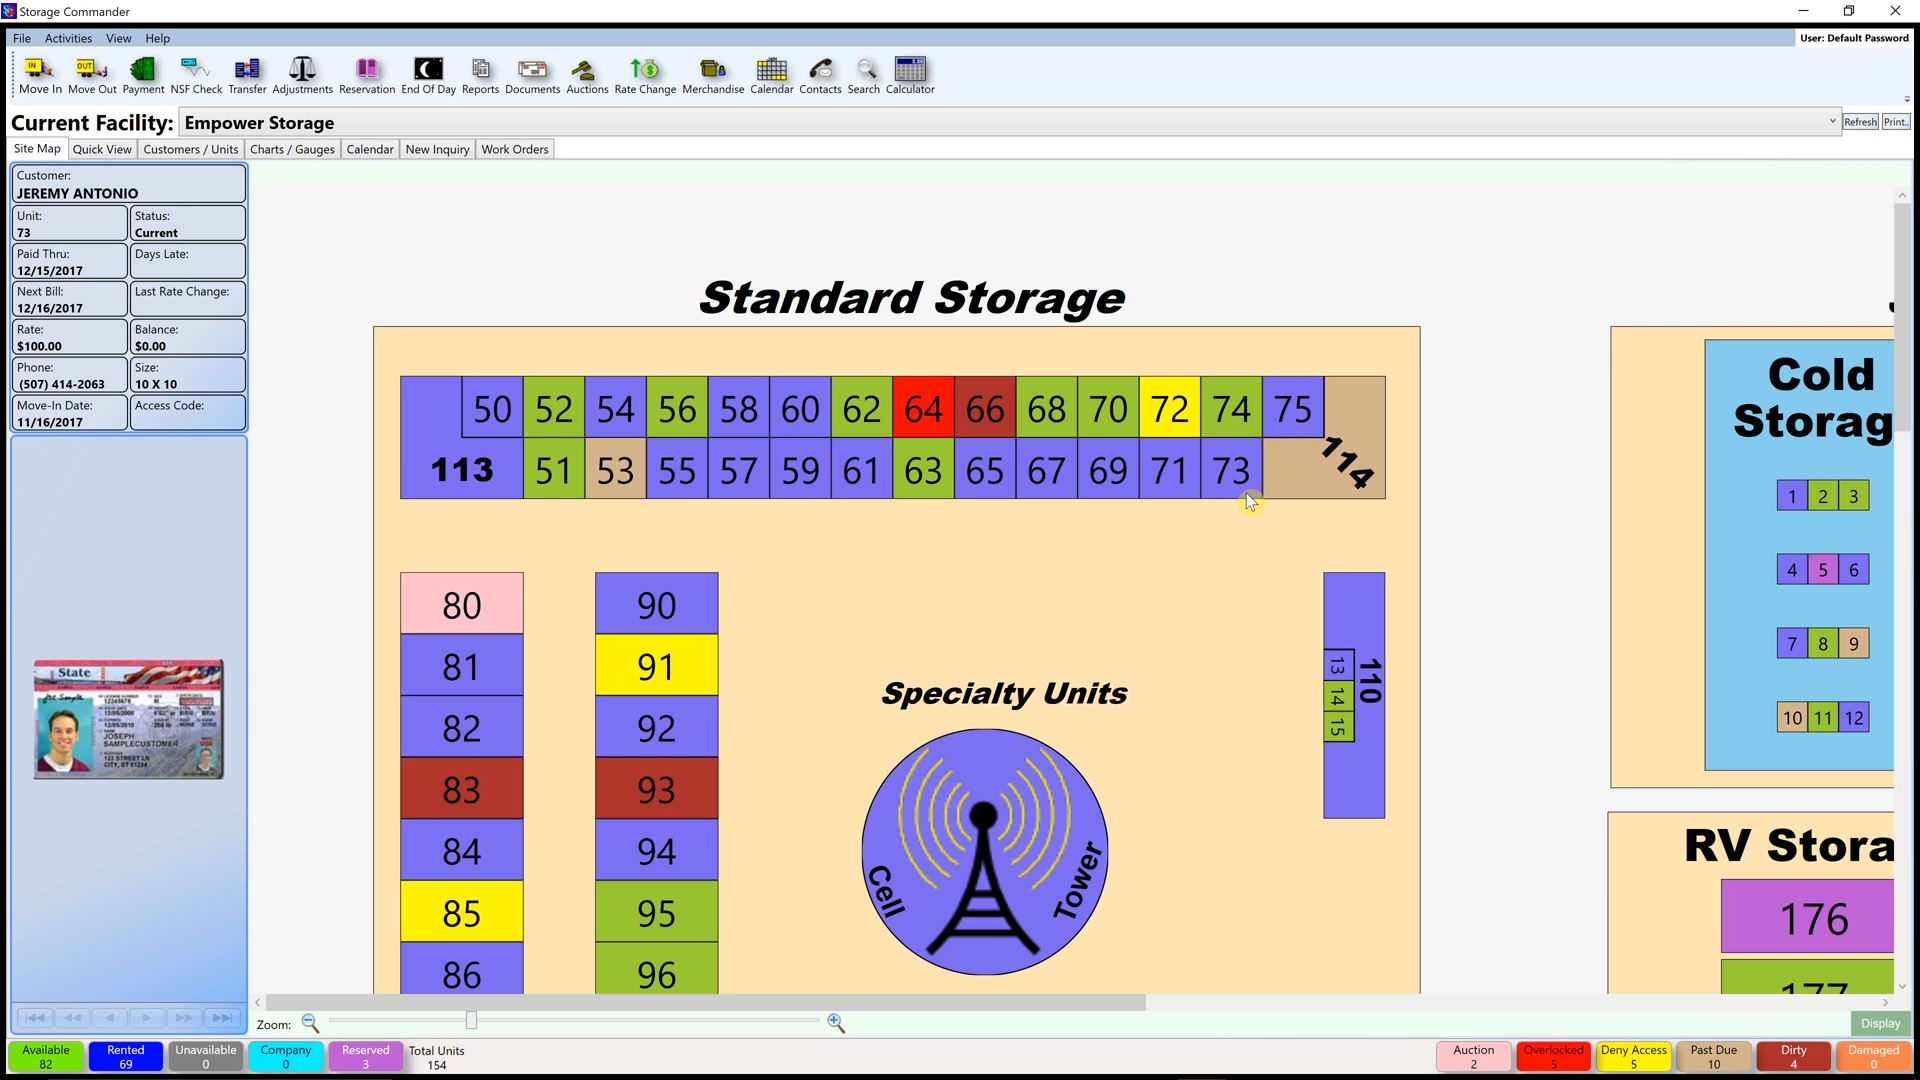 Storage Commander
File Activities View Help
User: Default Password
Move In Move Out Payment NSF Check Transfer Adjustments Reservation End Of Day Reports Documents Auctions Rate Change Merchandise Calendar Contacts Search Calculator
Current Facility: Empower Storage
Refresh Print..
Site Map Quick View Customers / Units Charts / Gauges Calendar New Inquiry Work Orders
Customer:
JEREMY ANTONIO
Unit: Status:
73 Current
Paid Thru: Days Late:
12/15/2017
Next Bill: Last Rate Change:
12/16/2017
Rate: Balance:
$100.00 $0.00
Phone: Size:
(507) 414-2063 10 X 10
Move-In Date: Access Code:
11/16/2017
State
JOSEPH
SAMPLECUSTOMER
123 STREET LN
CITY, ST 01234
Standard Storage
50 52 54 56 58 60 62 64 66 68 70 72 74 75
113 51 53 55 57 59 61 63 65 67 69 71 73 114
80 90
81 91
82 92
83 93
84 94
85 95
86 96
Specialty Units
Cell Tower
110
13
14
15
Cold
Storag
1 2 3
4 5 6
7 8 9
10 11 12
RV Stora
176
177
Zoom:
Display
Available Rented Unavailable Company Reserved Total Units
82 69 0 0 3 154
Auction Overlocked Deny Access Past Due Dirty Damaged
2 5 5 10 4 0